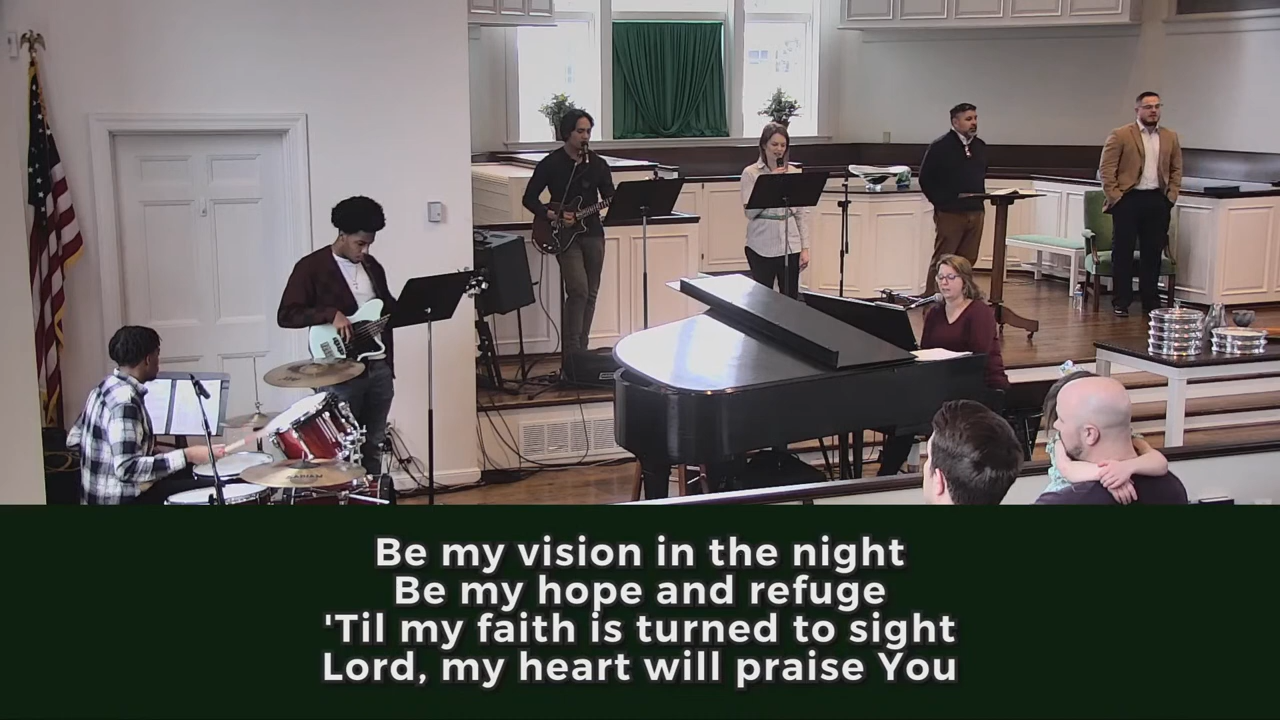 Be my vision in the night
Be my hope and refuge
'Til my faith is turned to sight
Lord, my heart will praise You